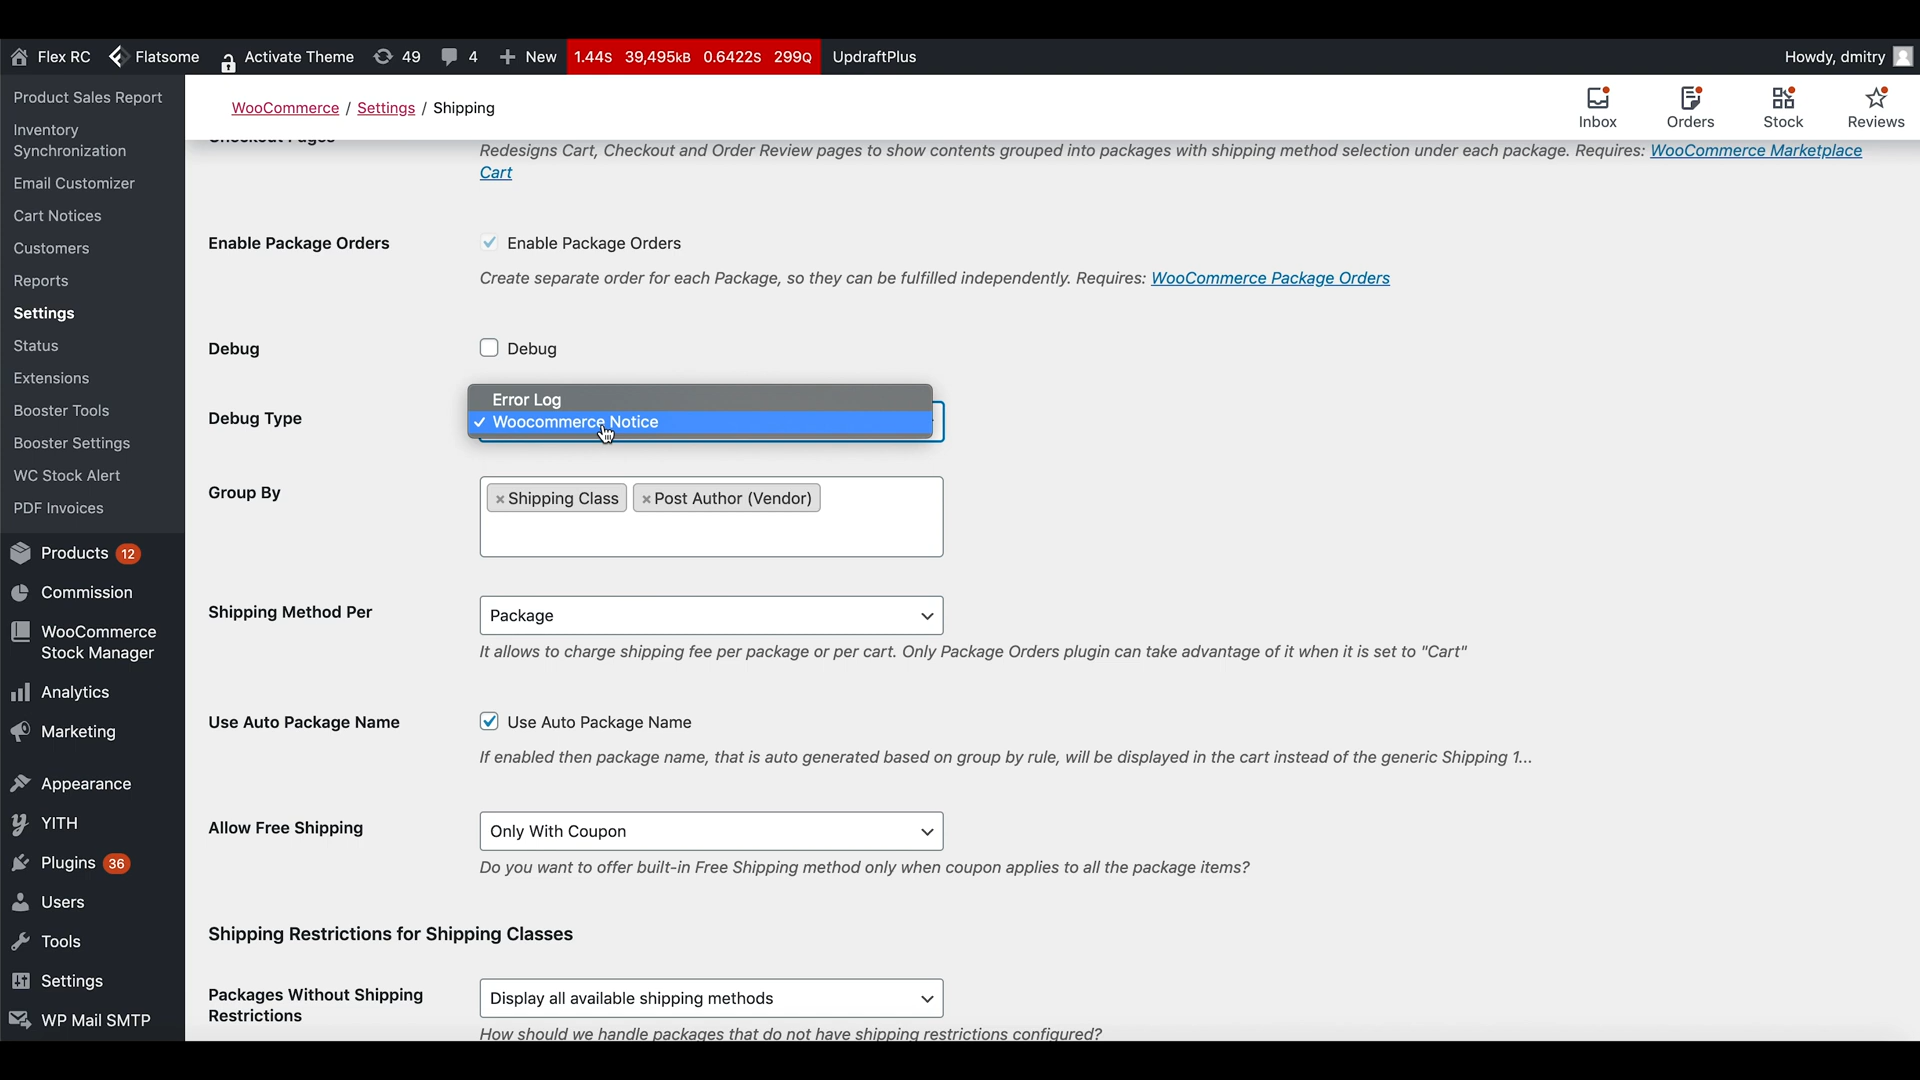 Flex RC Flatsome Activate Theme 49 4 New 1.44s 39,495kB 0.6422s 299Q UpdraftPlus Howdy, dmitry
Product Sales Report
Inventory
Synchronization
Email Customizer
Cart Notices
Customers
Reports
Settings
Status
Extensions
Booster Tools
Booster Settings
WC Stock Alert
PDF Invoices
Products 12
Commission
WooCommerce
Stock Manager
Analytics
Marketing
Appearance
YITH
Plugins 36
Users
Tools
Settings
WP Mail SMTP
WooCommerce / Settings / Shipping
Inbox Orders Stock Reviews
Checkout Pages
Redesigns Cart, Checkout and Order Review pages to show contents grouped into packages with shipping method selection under each package. Requires: WooCommerce Marketplace
Cart
Enable Package Orders Enable Package Orders
Create separate order for each Package, so they can be fulfilled independently. Requires: WooCommerce Package Orders
Debug Debug
Error Log
Debug Type Woocommerce Notice
Group By × Shipping Class × Post Author (Vendor)
Shipping Method Per Package
It allows to charge shipping fee per package or per cart. Only Package Orders plugin can take advantage of it when it is set to "Cart"
Use Auto Package Name Use Auto Package Name
If enabled then package name, that is auto generated based on group by rule, will be displayed in the cart instead of the generic Shipping 1...
Allow Free Shipping Only With Coupon
Do you want to offer built-in Free Shipping method only when coupon applies to all the package items?
Shipping Restrictions for Shipping Classes
Packages Without Shipping Display all available shipping methods
Restrictions
How should we handle packages that do not have shipping restrictions configured?